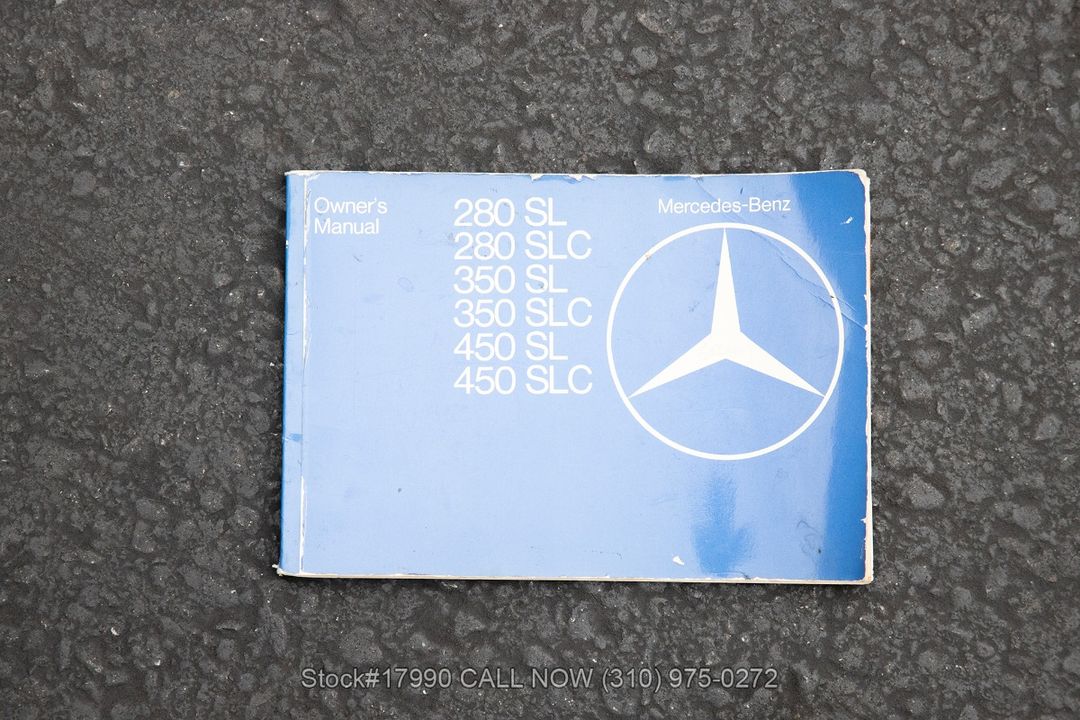 Owner's
Manual
280 SL
280 SLC
350 SL
350 SLC
450 SL
450 SLC
Mercedes-Benz
Stock#17990 CALL NOW (310) 975-0272